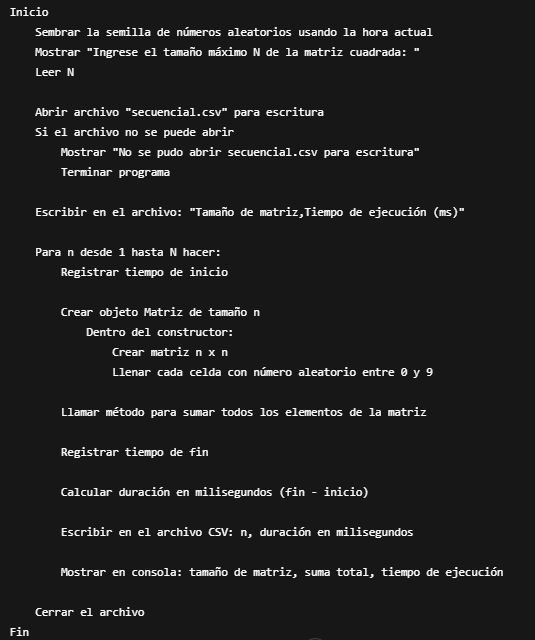 Inicio
Sembrar la semilla de números aleatorios usando la hora actual
Mostrar "Ingrese el tamaño máximo N de la matriz cuadrada: "
Leer N
Abrir archivo "secuencial.csv" para escritura
Si el archivo no se puede abrir
Mostrar "No se pudo abrir secuencial.csv para escritura"
Terminar programa
Escribir en el archivo: "Tamaño de matriz,Tiempo de ejecución (ms)"
Para n desde 1 hasta N hacer:
Registrar tiempo de inicio
Crear objeto Matriz de tamaño n
Dentro del constructor:
Crear matriz n x n
Llenar cada celda con número aleatorio entre 0 y 9
Llamar método para sumar todos los elementos de la matriz
Registrar tiempo de fin
Calcular duración en milisegundos (fin - inicio)
Escribir en el archivo CSV: n, duración en milisegundos
Mostrar en consola: tamaño de matriz, suma total, tiempo de ejecución
Cerrar el archivo
Fin